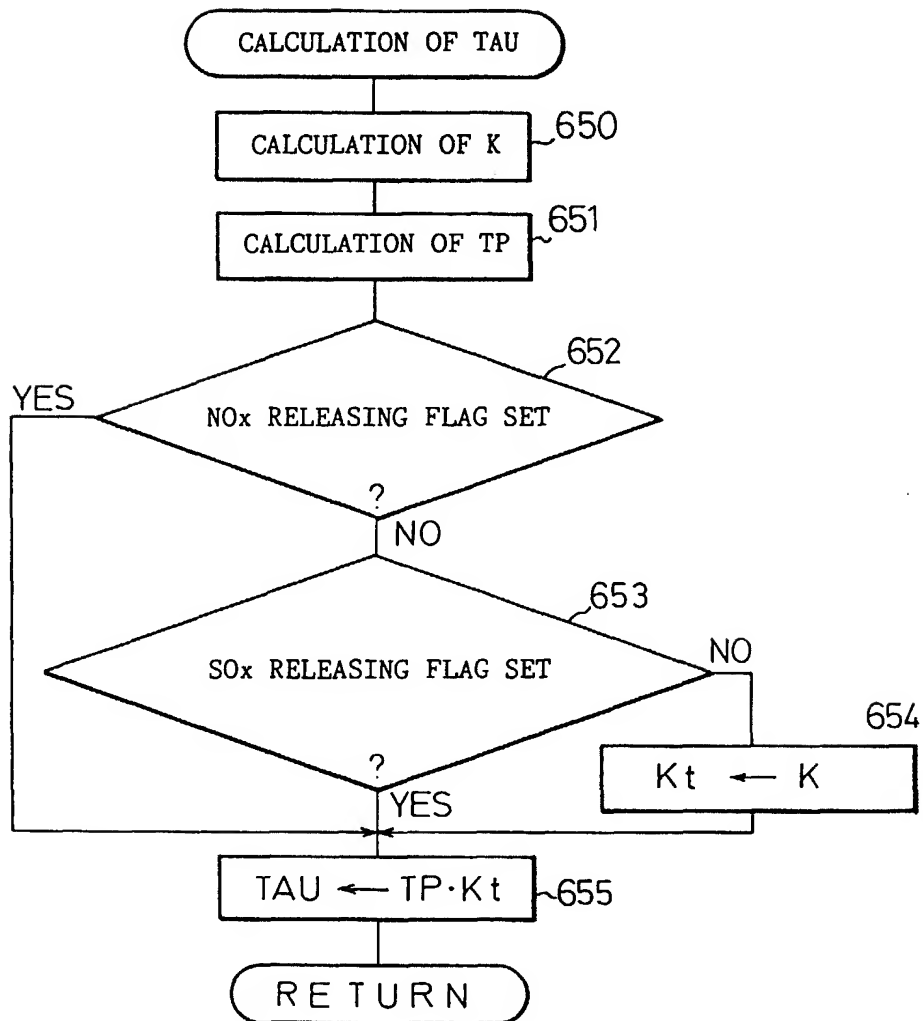 CALCULATION OF TAU
CALCULATION OF K
650
CALCULATION OF TP
651
652
YES
NOx RELEASING FLAG SET
?
NO
653
SOx RELEASING FLAG SET
NO
?
YES
654
Kt ← K
TAU ← TP·Kt
655
RETURN